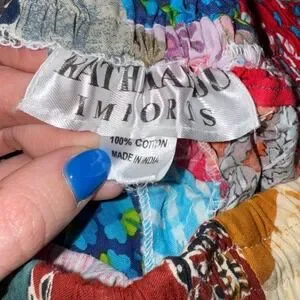 KATHMANDU
IMPORTS
100% COTTON
MADE IN INDIA